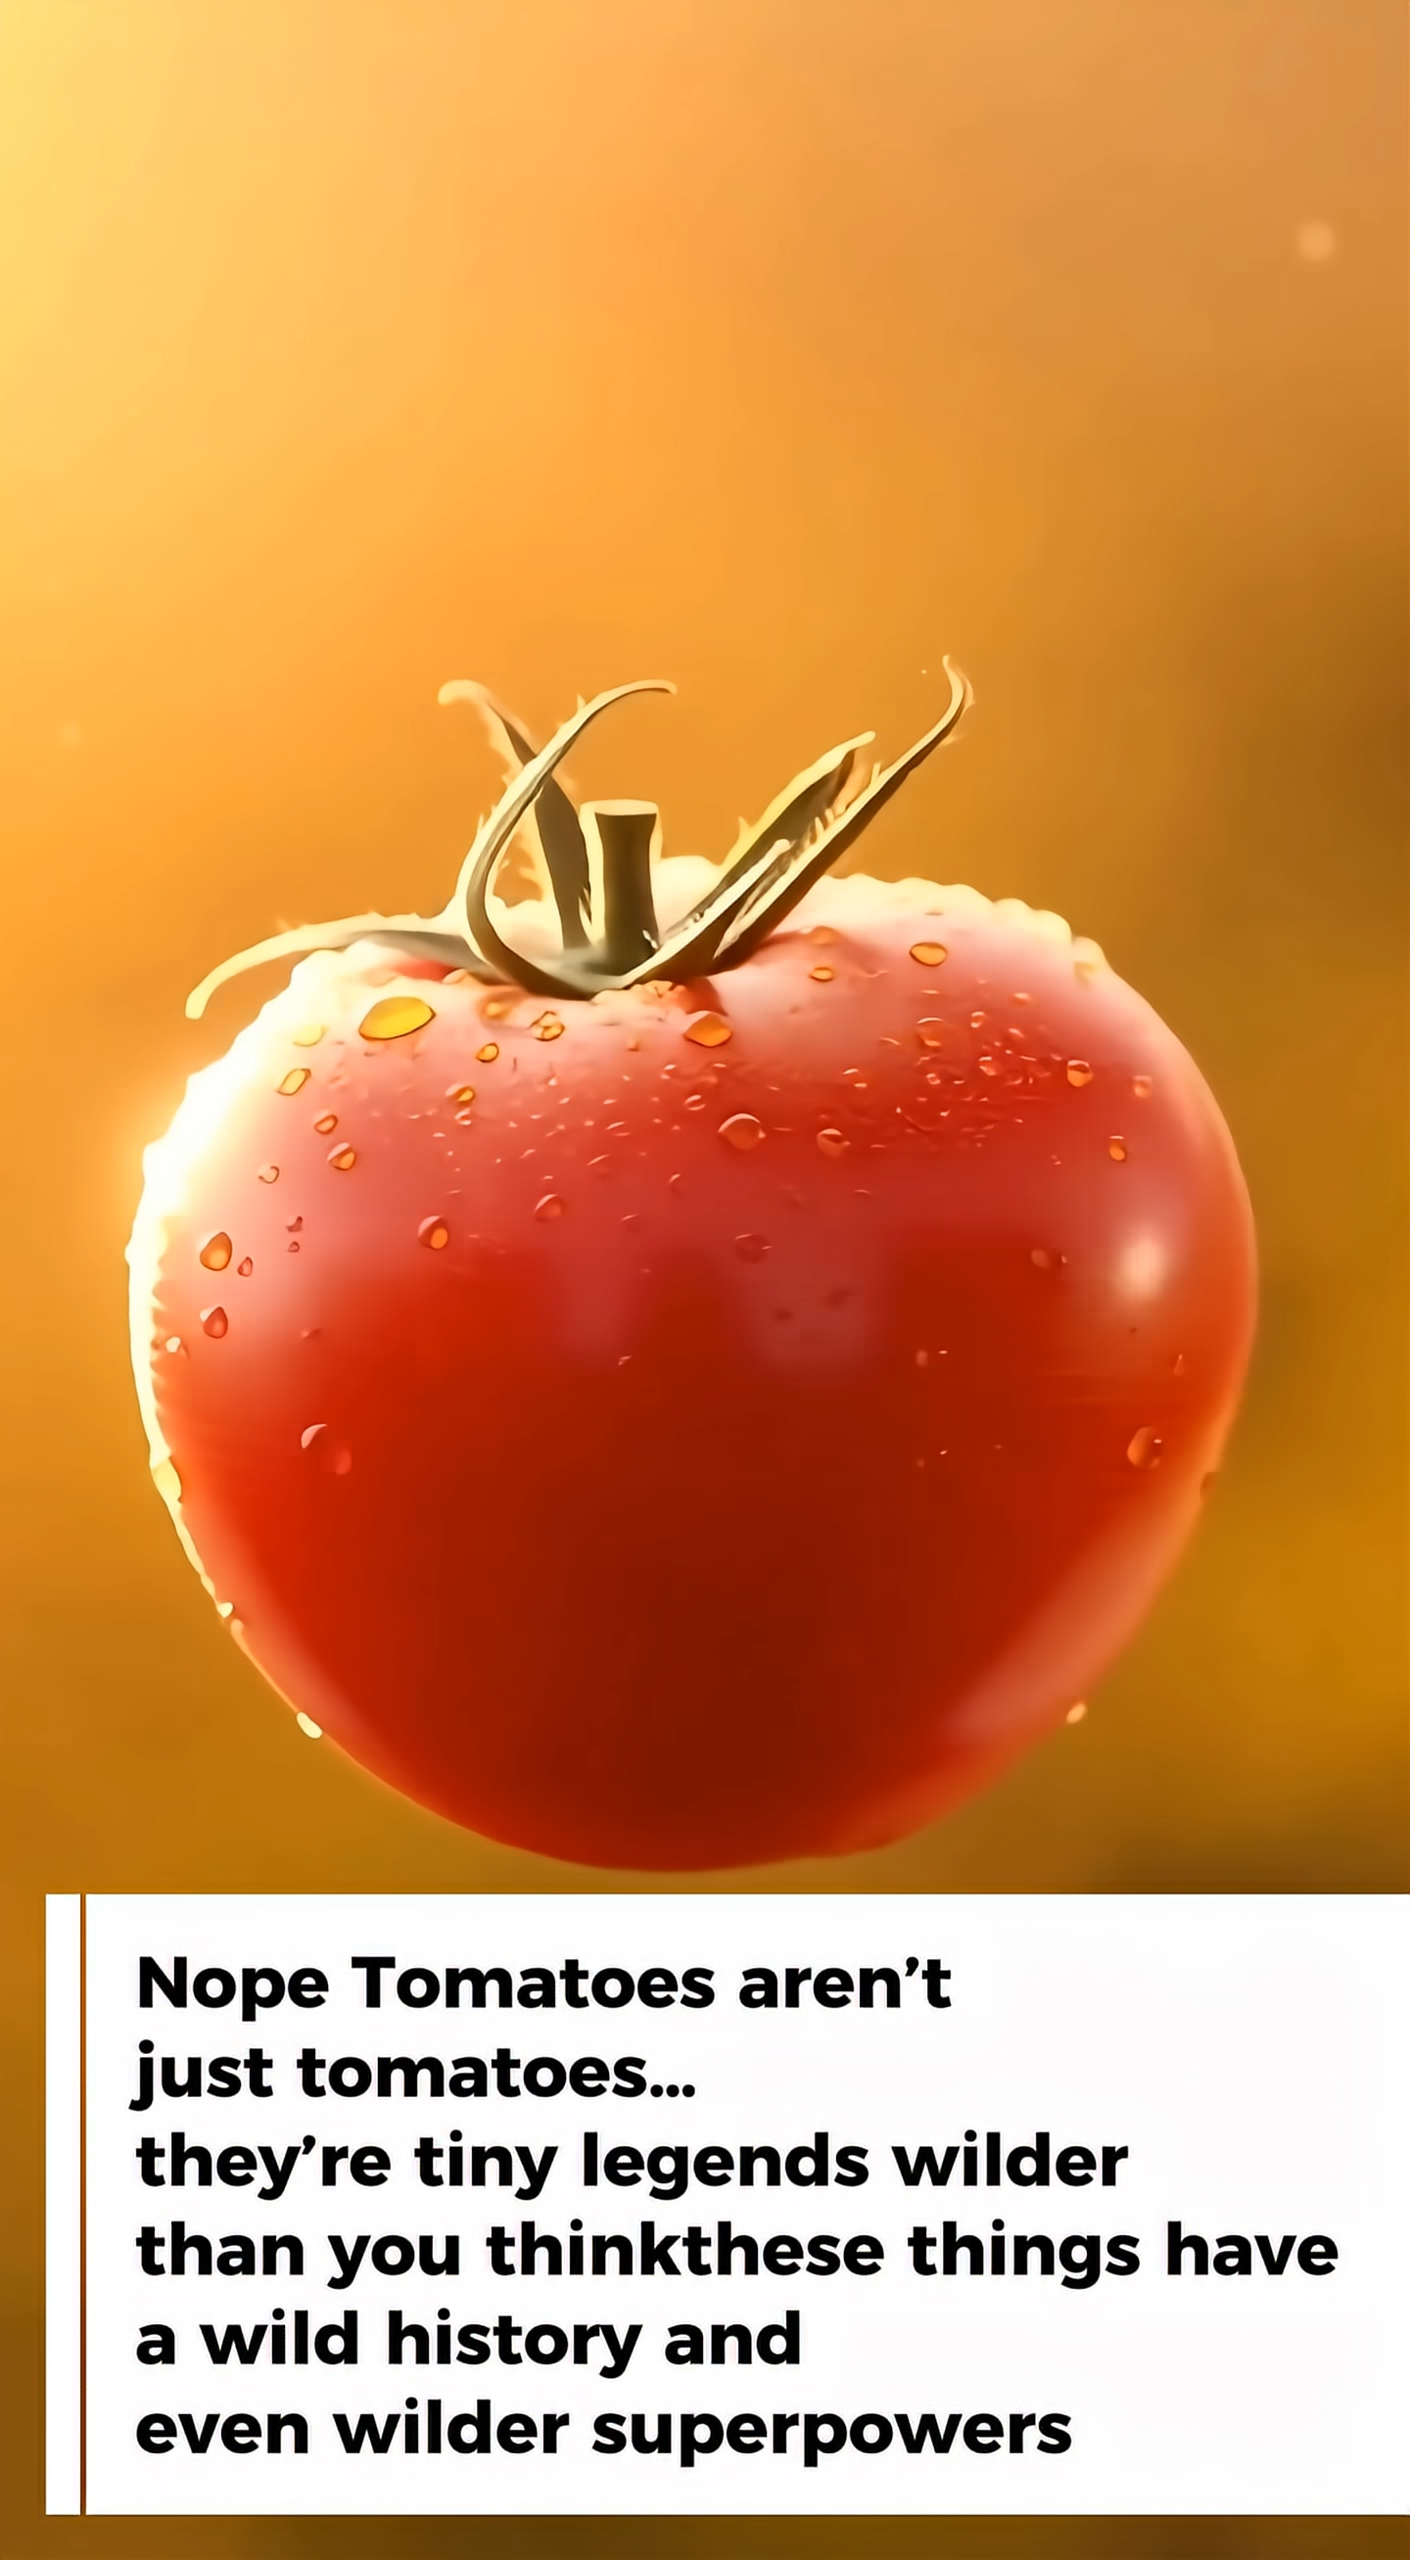 Nope Tomatoes aren’t
just tomatoes...
they’re tiny legends wilder
than you thinkthese things have
a wild history and
even wilder superpowers